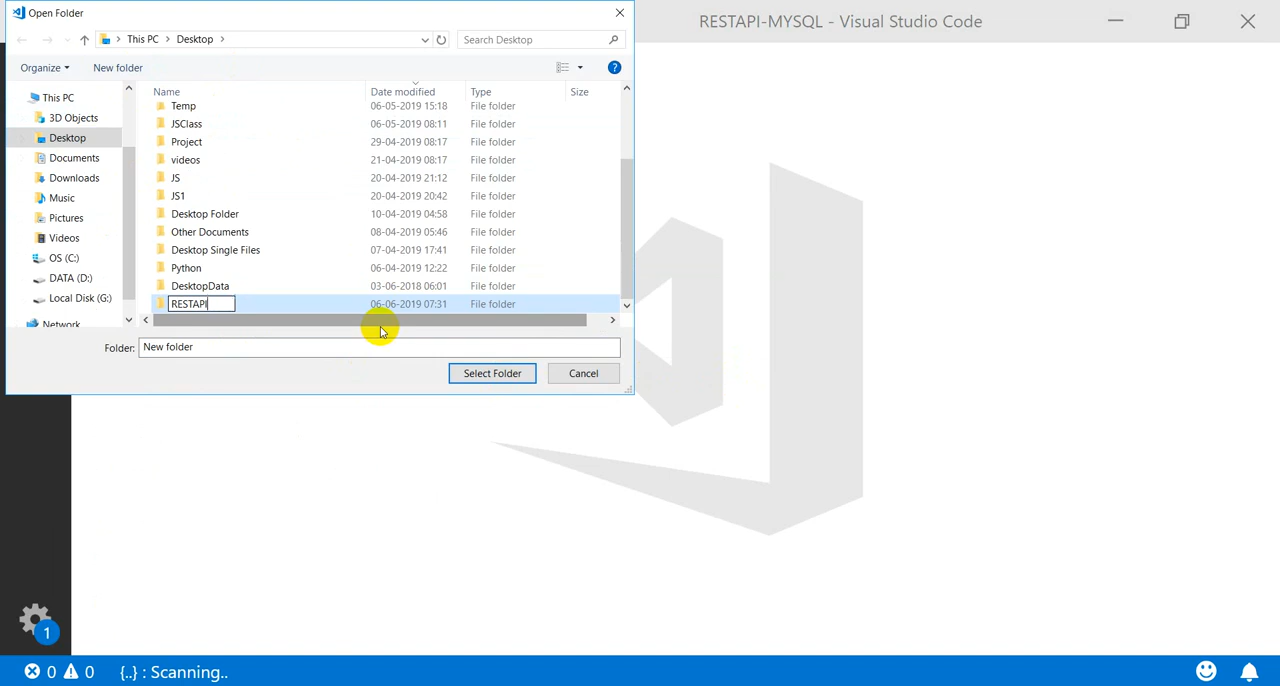 Open Folder
RESTAPI-MYSQL - Visual Studio Code
This PC Desktop
Search Desktop
Organize New folder
?
Name Date modified Type Size
This PC
3D Objects
Desktop
Documents
Downloads
Music
Pictures
Videos
OS (C:)
DATA (D:)
Local Disk (G:)
Network
Temp 06-05-2019 15:18 File folder
JSClass 06-05-2019 08:11 File folder
Project 29-04-2019 08:17 File folder
videos 21-04-2019 08:17 File folder
JS 20-04-2019 21:12 File folder
JS1 20-04-2019 20:42 File folder
Desktop Folder 10-04-2019 04:58 File folder
Other Documents 08-04-2019 05:46 File folder
Desktop Single Files 07-04-2019 17:41 File folder
Python 06-04-2019 12:22 File folder
DesktopData 03-06-2018 06:01 File folder
RESTAPI 06-06-2019 07:31 File folder
Folder: New folder
Select Folder Cancel
1
0 0 {..} : Scanning..